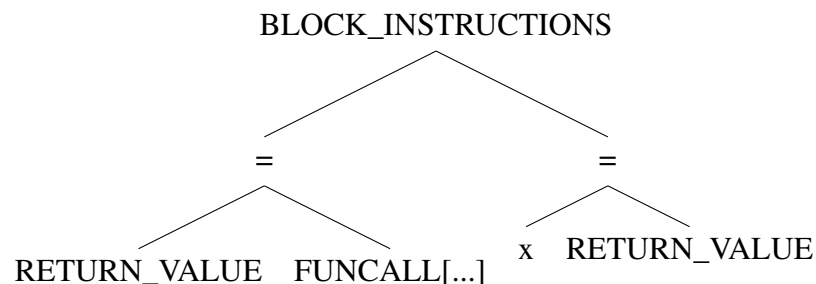 BLOCK_INSTRUCTIONS
= =
RETURN_VALUE FUNCALL[...] x RETURN_VALUE